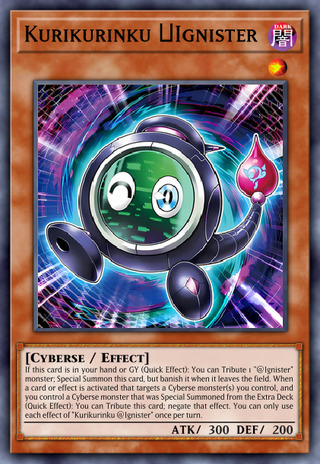 Kurikurinku □Ignister
DARK
闇
[Cyberse / Effect]
If this card is in your hand or GY (Quick Effect): You can Tribute 1 "@Ignister"
monster; Special Summon this card, but banish it when it leaves the field. When
a card or effect is activated that targets a Cyberse monster(s) you control, and
you control a Cyberse monster that was Special Summoned from the Extra Deck
(Quick Effect): You can Tribute this card; negate that effect. You can only use
each effect of "Kurikurinku @Ignister" once per turn.
ATK/ 300 DEF/ 200